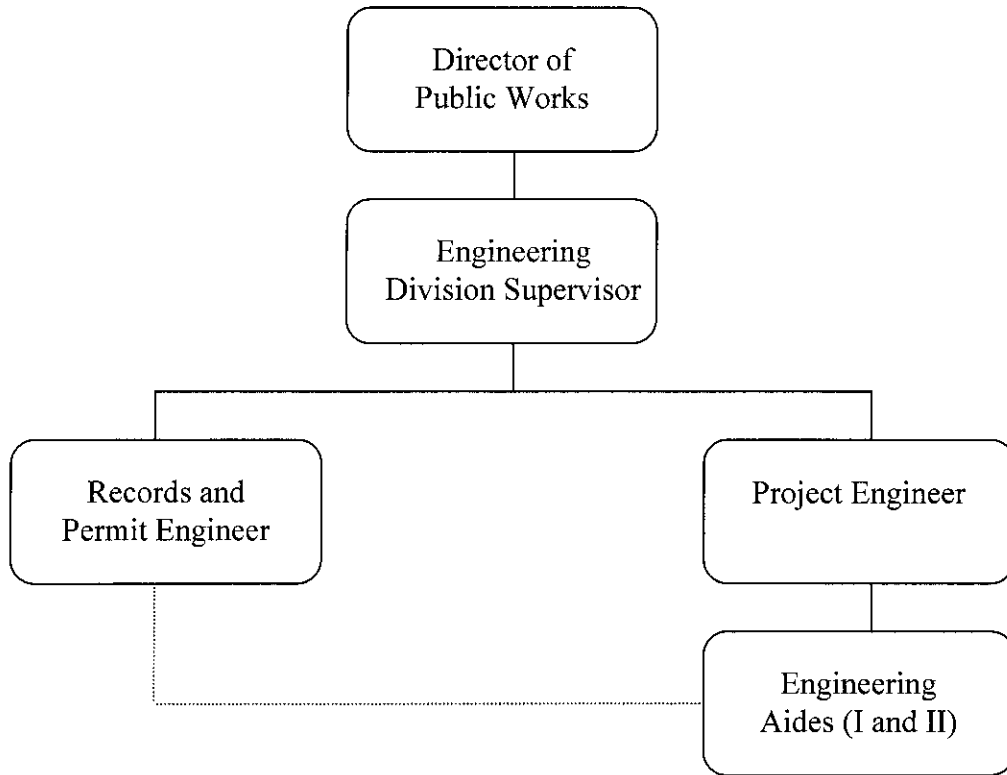 Director of
Public Works
Engineering
Division Supervisor
Records and
Permit Engineer
Project Engineer
Engineering
Aides (I and II)